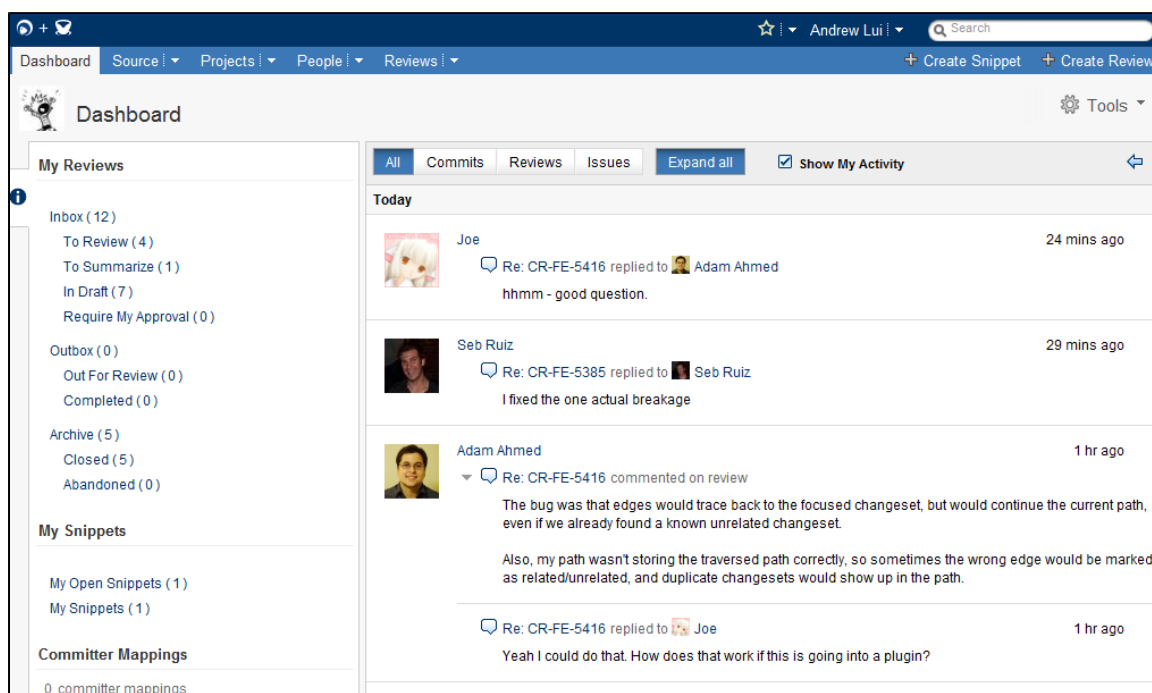 +
Andrew Lui
Search
Dashboard
Source
Projects
People
Reviews
+ Create Snippet
+ Create Review
Dashboard
Tools
My Reviews
Inbox ( 12 )
To Review ( 4 )
To Summarize ( 1 )
In Draft ( 7 )
Require My Approval ( 0 )
Outbox ( 0 )
Out For Review ( 0 )
Completed ( 0 )
Archive ( 5 )
Closed ( 5 )
Abandoned ( 0 )
My Snippets
My Open Snippets ( 1 )
My Snippets ( 1 )
Committer Mappings
0 committer mappings
All
Commits
Reviews
Issues
Expand all
Show My Activity
Today
Joe
24 mins ago
Re: CR-FE-5416 replied to Adam Ahmed
hhmm - good question.
Seb Ruiz
29 mins ago
Re: CR-FE-5385 replied to Seb Ruiz
I fixed the one actual breakage
Adam Ahmed
1 hr ago
Re: CR-FE-5416 commented on review
The bug was that edges would trace back to the focused changeset, but would continue the current path,
even if we already found a known unrelated changeset.
Also, my path wasn't storing the traversed path correctly, so sometimes the wrong edge would be marked
as related/unrelated, and duplicate changesets would show up in the path.
Re: CR-FE-5416 replied to Joe
1 hr ago
Yeah I could do that. How does that work if this is going into a plugin?